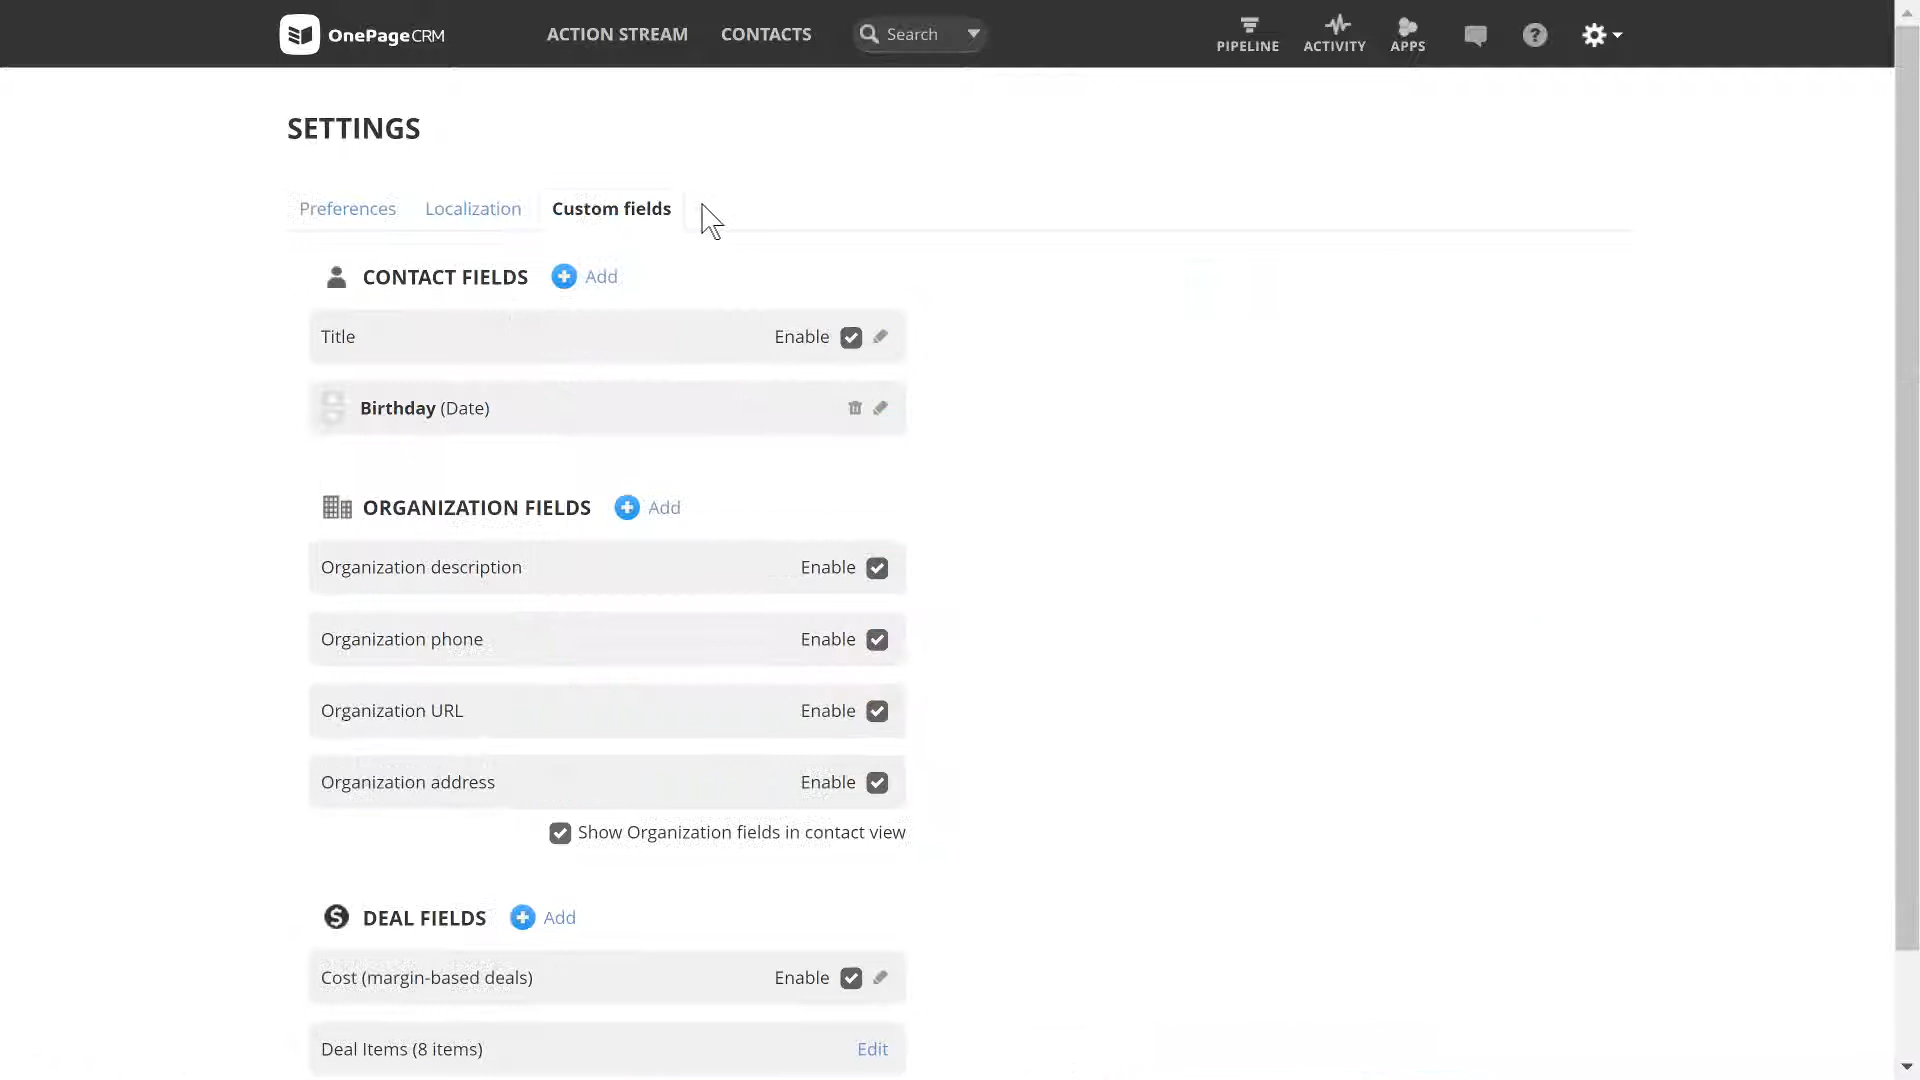 OnePageCRM ACTION STREAM CONTACTS Search PIPELINE ACTIVITY APPS ?
SETTINGS
Preferences Localization Custom fields
CONTACT FIELDS Add
Title Enable
Birthday (Date)
ORGANIZATION FIELDS Add
Organization description Enable
Organization phone Enable
Organization URL Enable
Organization address Enable
Show Organization fields in contact view
$ DEAL FIELDS Add
Cost (margin-based deals) Enable
Deal Items (8 items) Edit